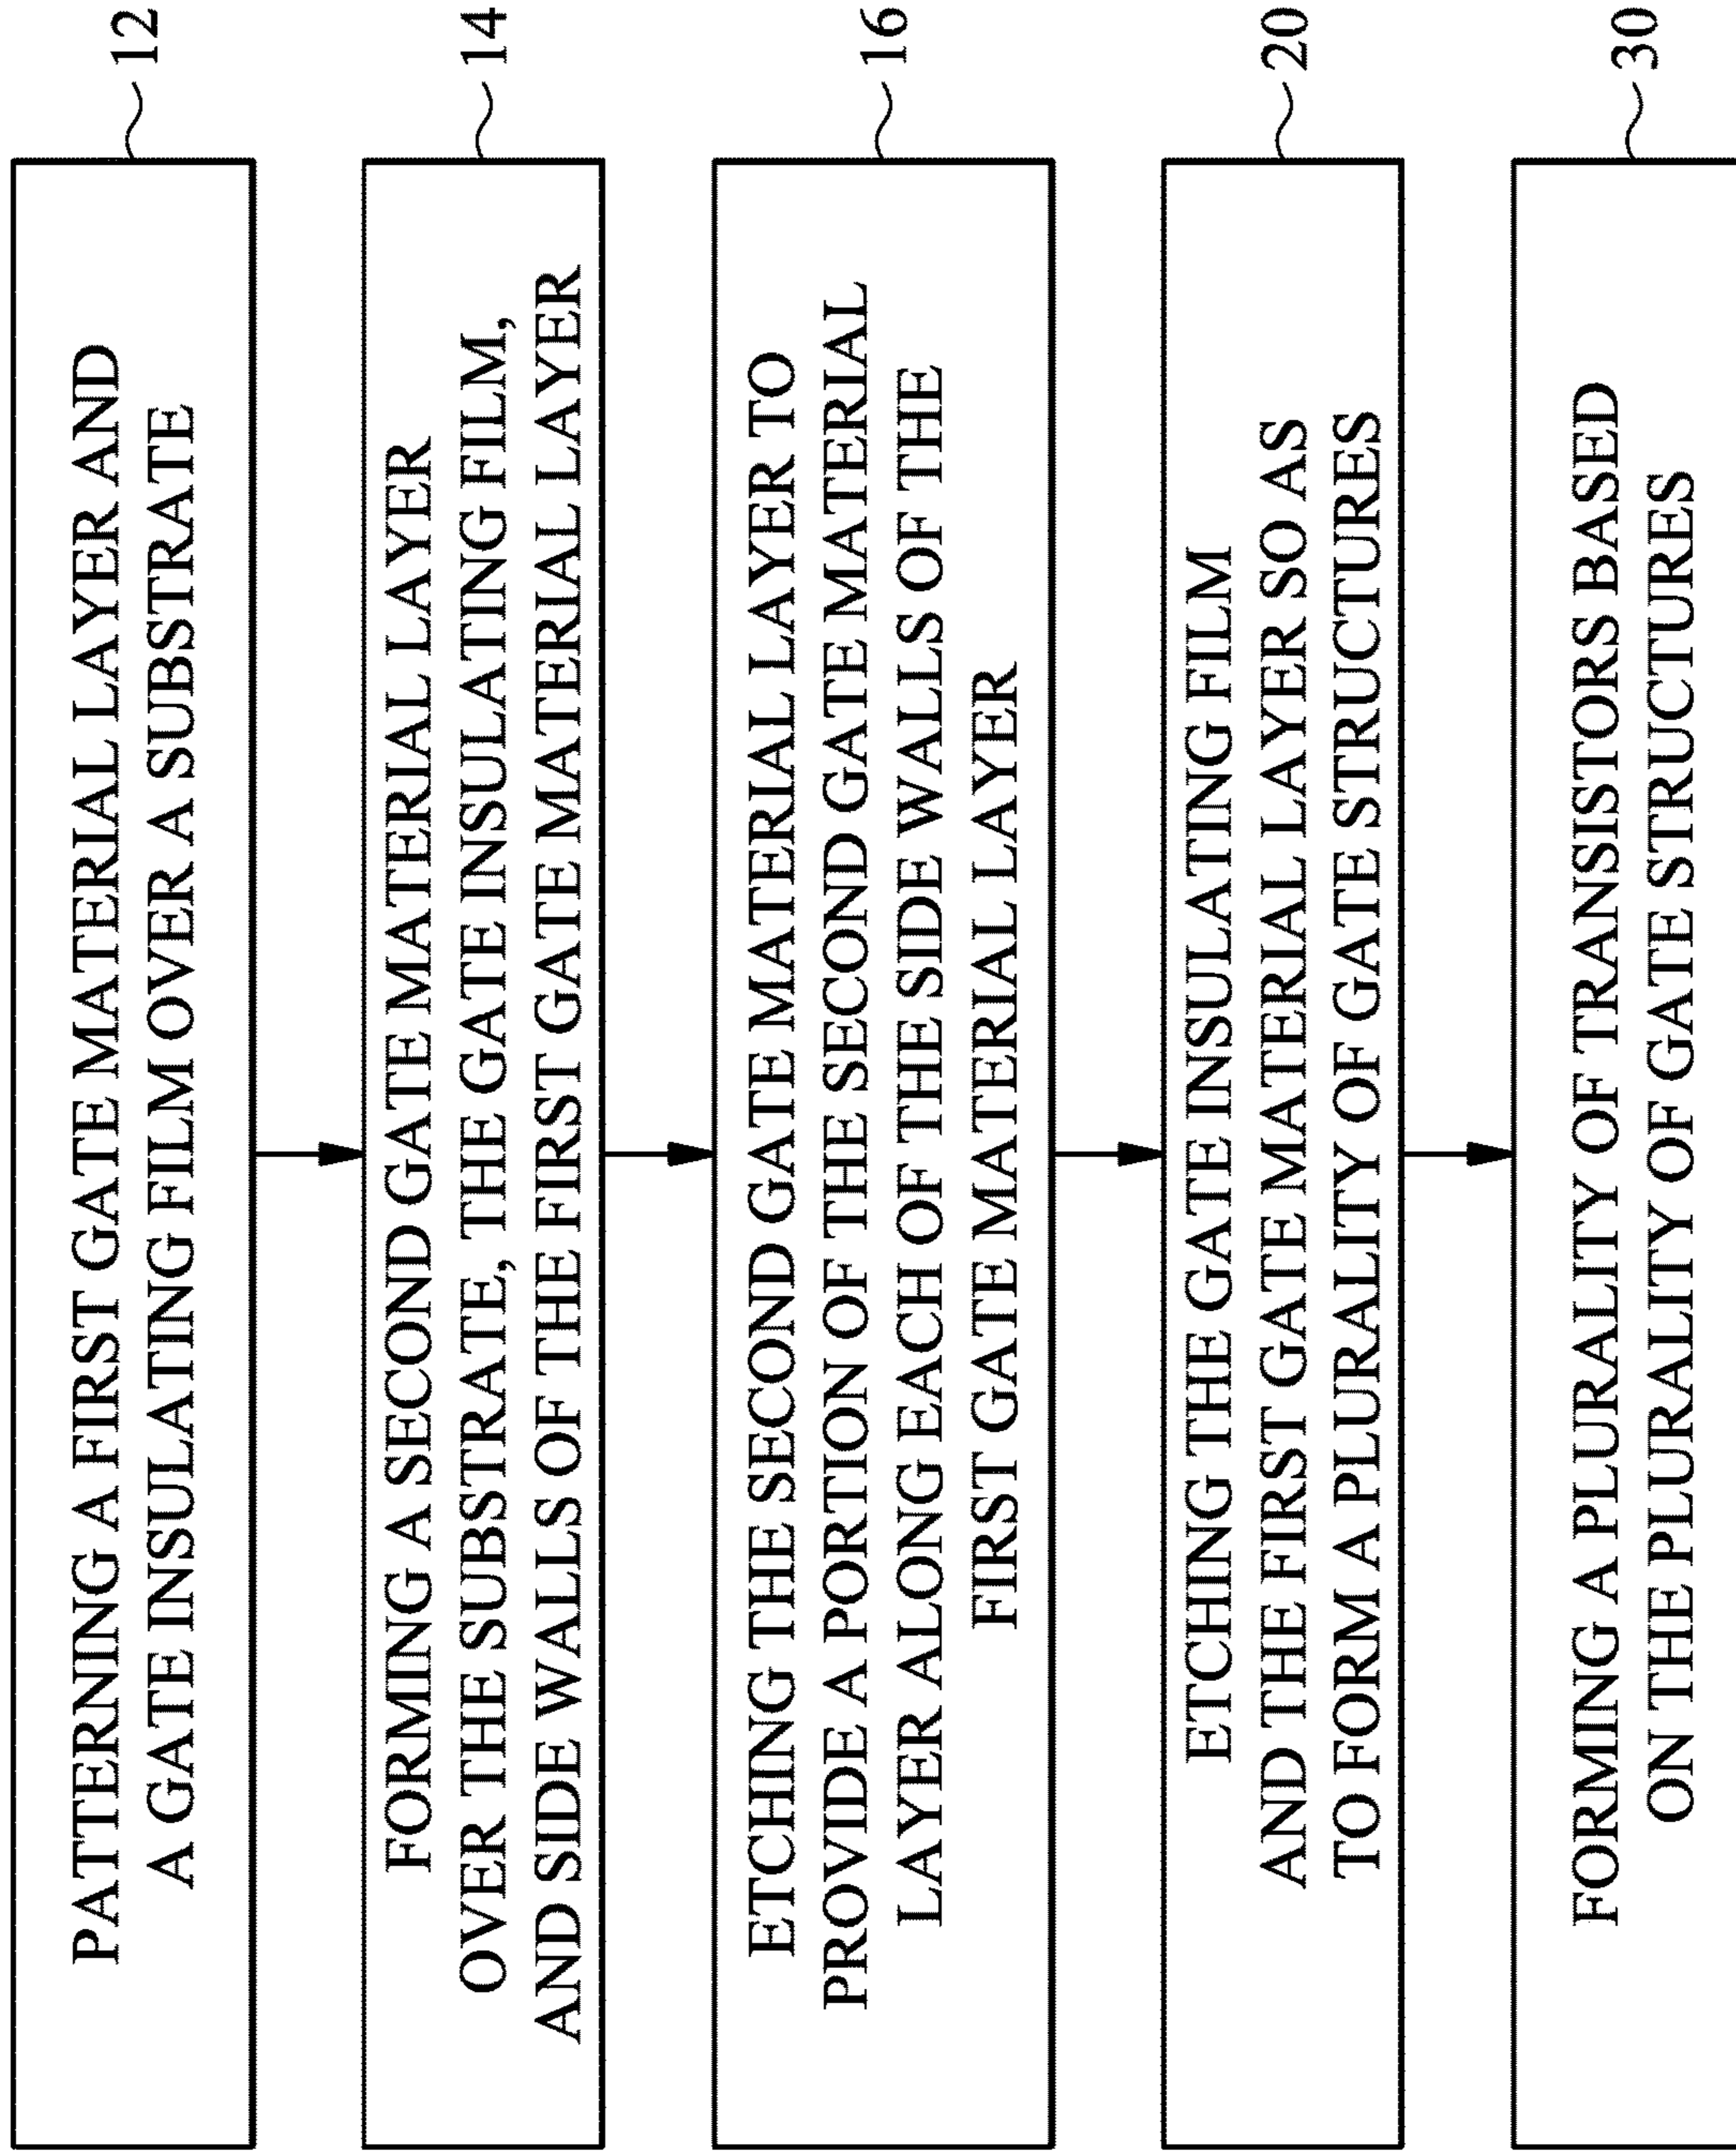 PATTERNING A FIRST GATE MATERIAL LAYER AND
A GATE INSULATING FILM OVER A SUBSTRATE
12
FORMING A SECOND GATE MATERIAL LAYER
OVER THE SUBSTRATE, THE GATE INSULATING FILM,
AND SIDE WALLS OF THE FIRST GATE MATERIAL LAYER
14
ETCHING THE SECOND GATE MATERIAL LAYER TO
PROVIDE A PORTION OF THE SECOND GATE MATERIAL
LAYER ALONG EACH OF THE SIDE WALLS OF THE
FIRST GATE MATERIAL LAYER
16
ETCHING THE GATE INSULATING FILM
AND THE FIRST GATE MATERIAL LAYER SO AS
TO FORM A PLURALITY OF GATE STRUCTURES
20
FORMING A PLURALITY OF TRANSISTORS BASED
ON THE PLURALITY OF GATE STRUCTURES
30